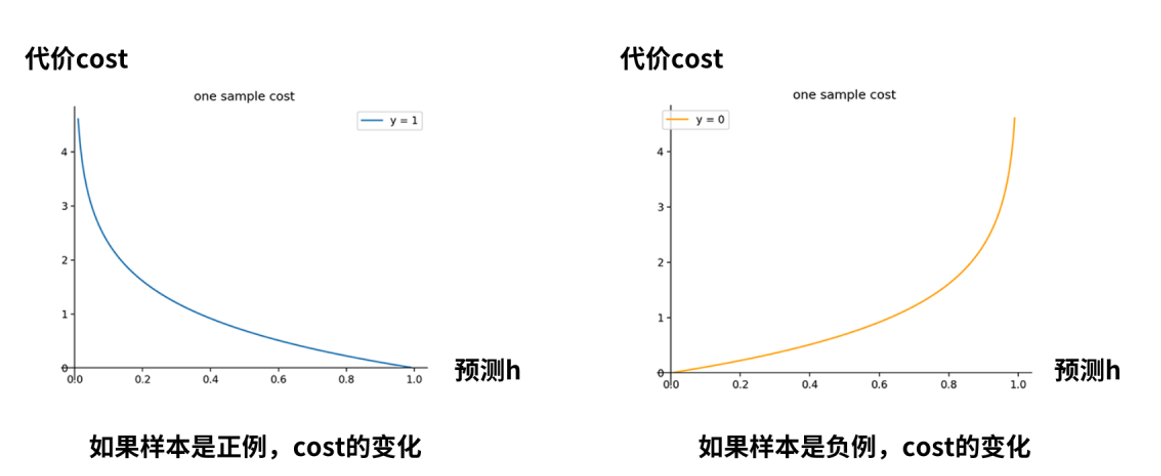 代价cost
one sample cost
y = 1
4
3
2
1
0
0.0 0.2 0.4 0.6 0.8 1.0
预测h
如果样本是正例，cost的变化
代价cost
one sample cost
y = 0
4
3
2
1
0
0.0 0.2 0.4 0.6 0.8 1.0
预测h
如果样本是负例，cost的变化